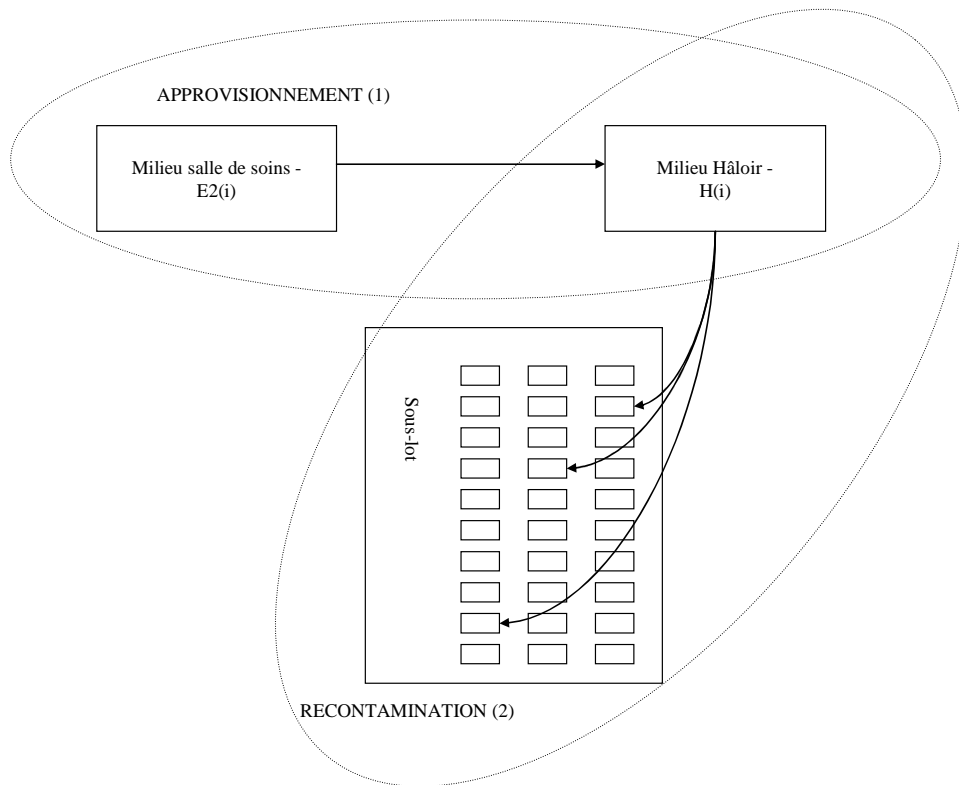 APPROVISIONNEMENT (1)
Milieu salle de soins -
E2(i)
Milieu Hâloir -
H(i)
Sous-lot
RECONTAMINATION (2)